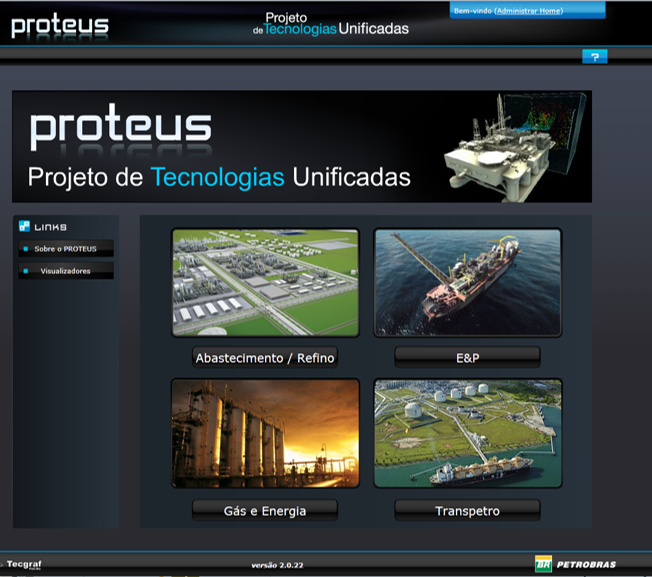 proteus
Projeto
de Tecnologias Unificadas
Bem-vindo (Administrar Home)
?
proteus
Projeto de Tecnologias Unificadas
Links
Sobre o PROTEUS
Visualizadores
Abastecimento / Refino
E&P
Gás e Energia
Transpetro
Tecgraf
versão 2.0.22
BR PETROBRAS